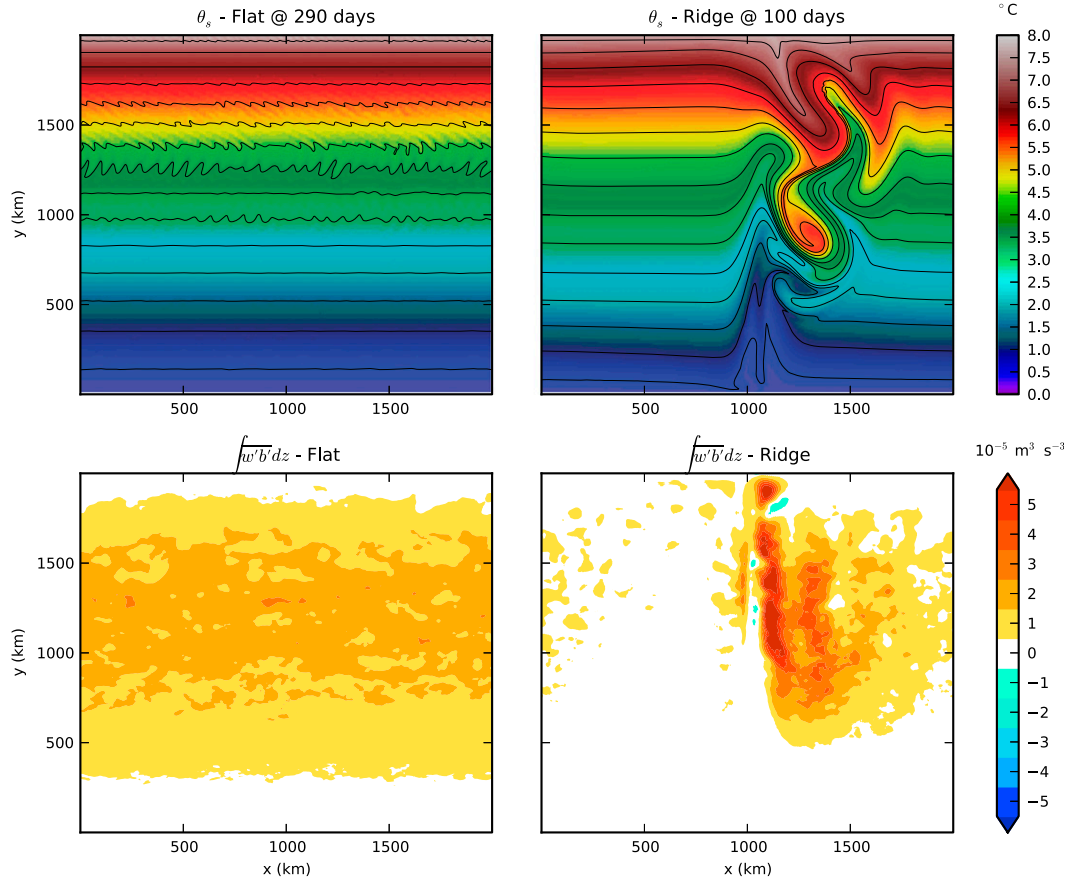 θ_s - Flat @ 290 days
θ_s - Ridge @ 100 days
°C
y (km)
1500
1000
500
500 1000 1500
500 1000 1500
8.0
7.5
7.0
6.5
6.0
5.5
5.0
4.5
4.0
3.5
3.0
2.5
2.0
1.5
1.0
0.5
0.0
∫w'b'dz - Flat
∫w'b'dz - Ridge
10⁻⁵ m³ s⁻³
y (km)
1500
1000
500
500 1000 1500
x (km)
500 1000 1500
x (km)
5
4
3
2
1
0
−1
−2
−3
−4
−5